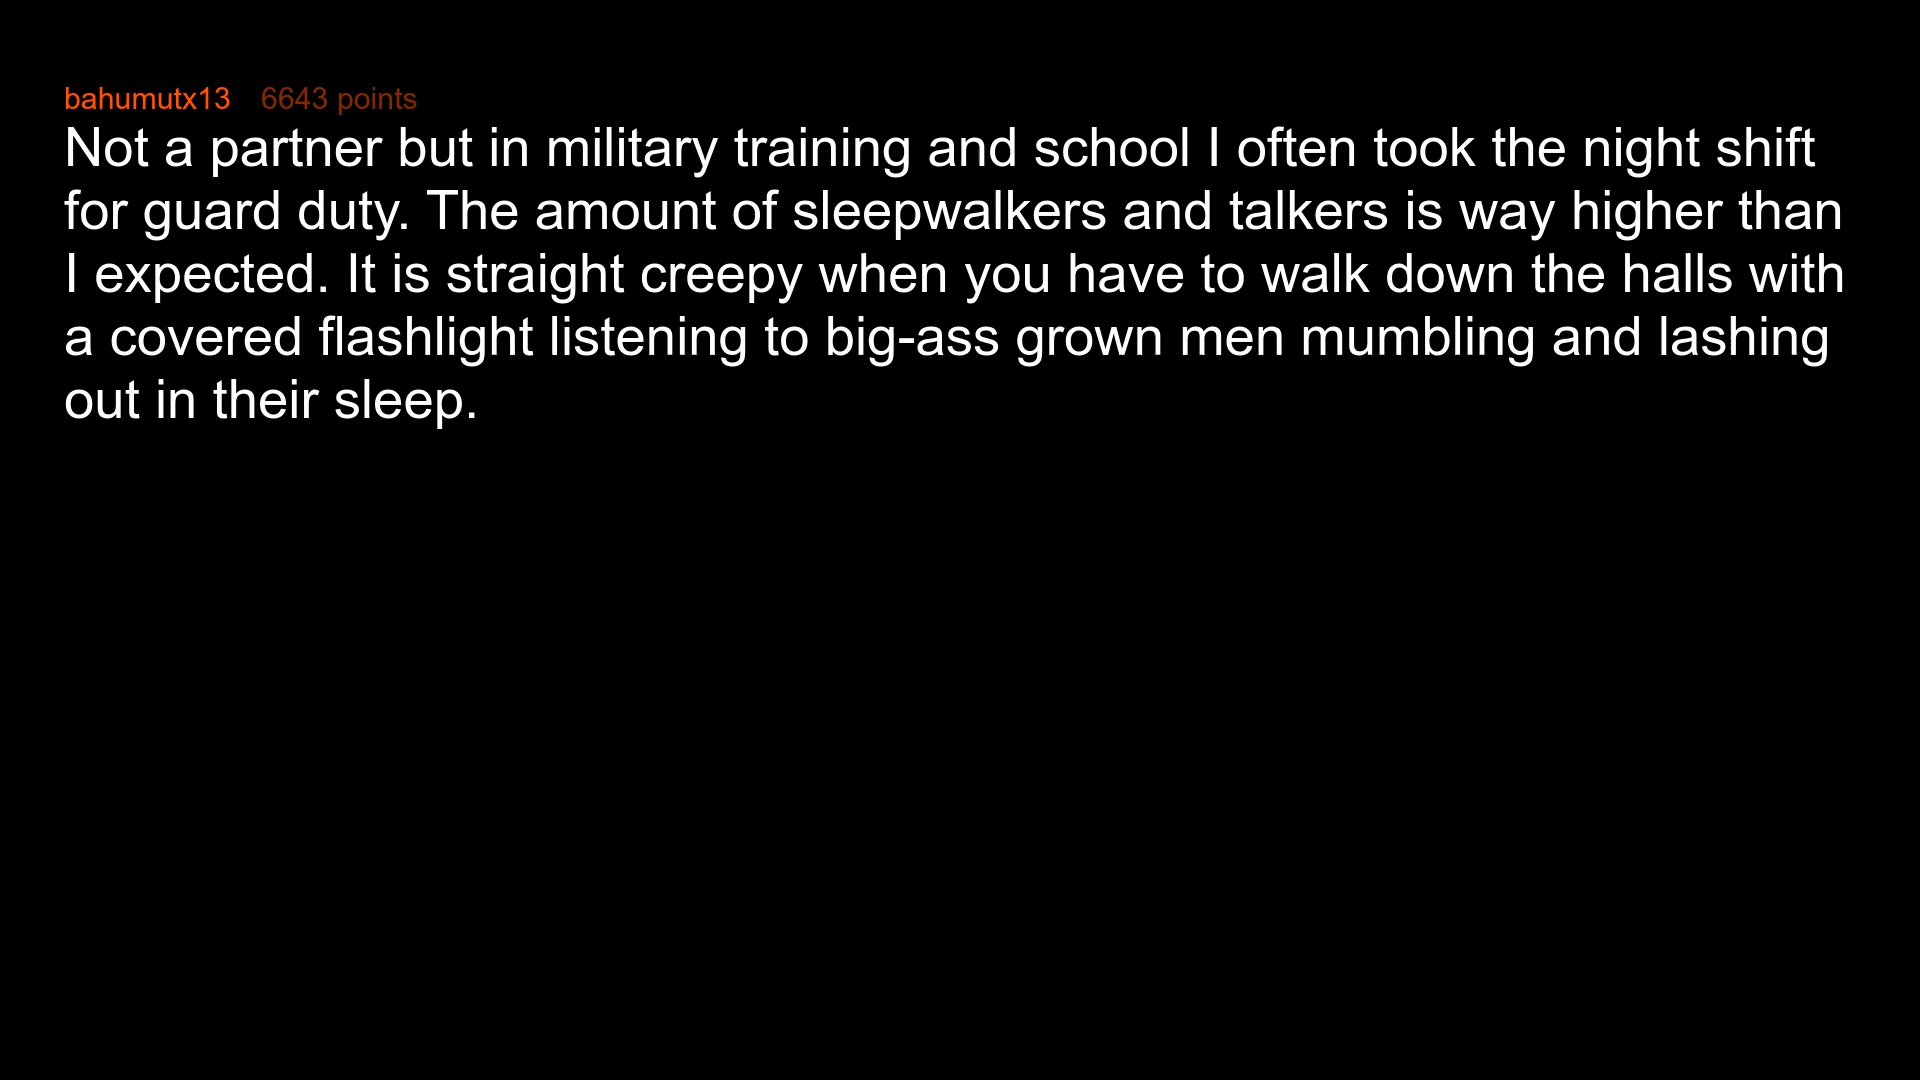 bahumutx13 6643 points
Not a partner but in military training and school I often took the night shift
for guard duty. The amount of sleepwalkers and talkers is way higher than
I expected. It is straight creepy when you have to walk down the halls with
a covered flashlight listening to big-ass grown men mumbling and lashing
out in their sleep.